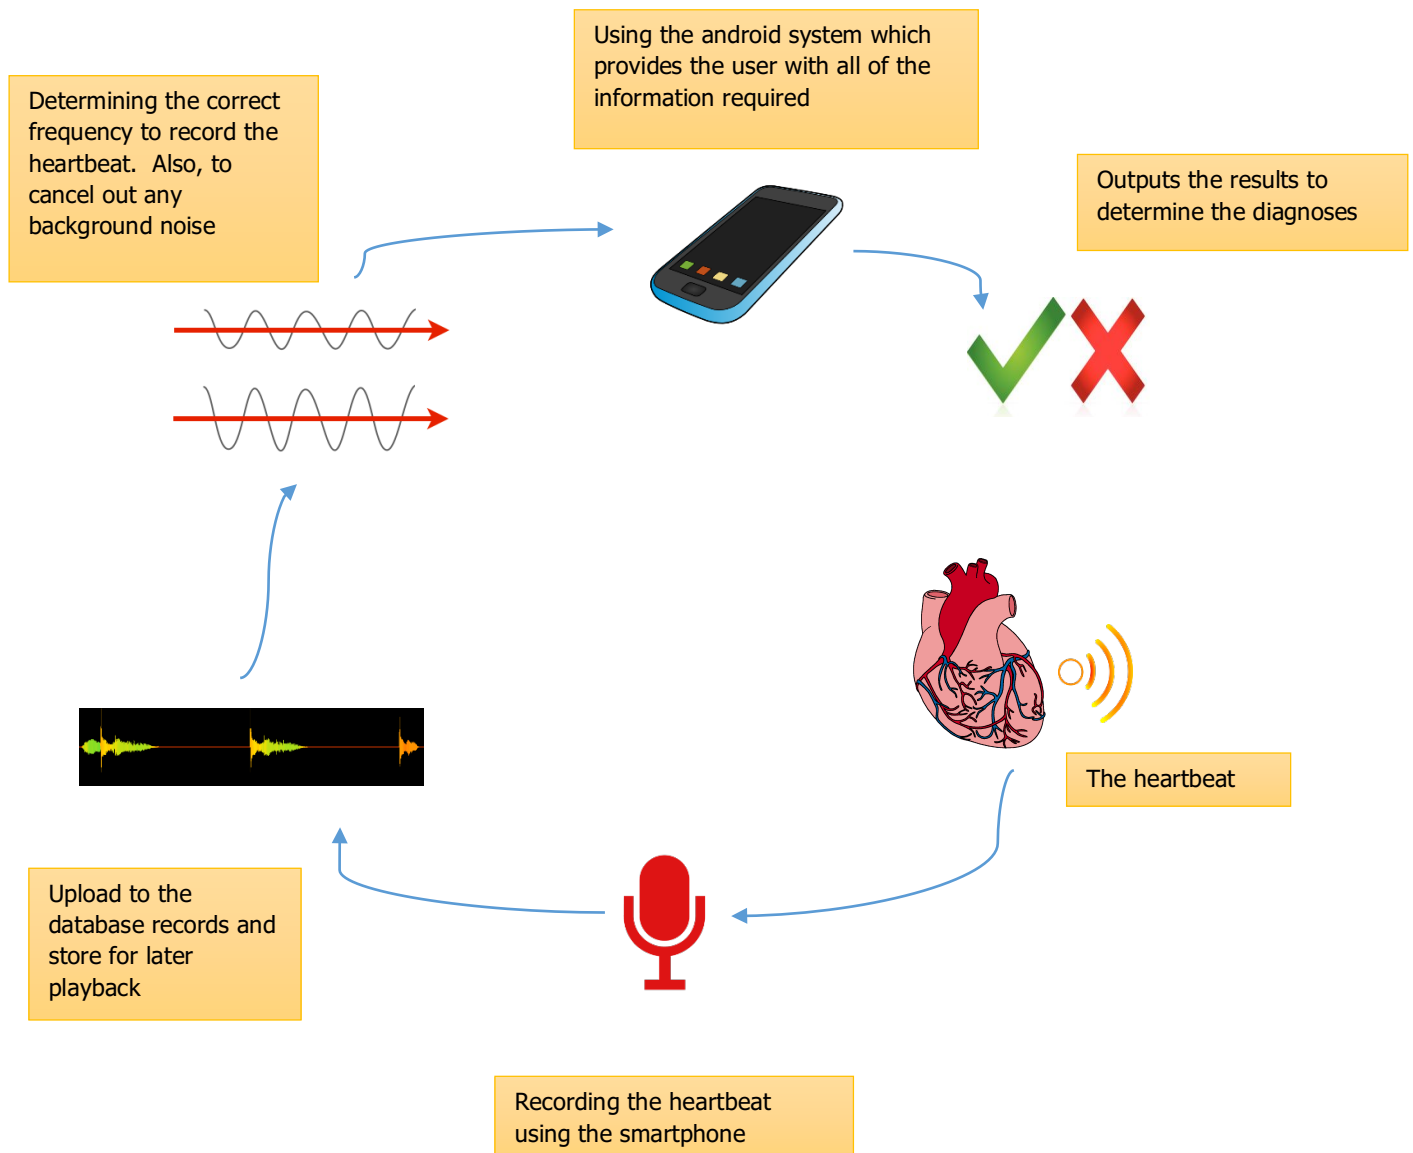 Using the android system which
provides the user with all of the
information required
Determining the correct
frequency to record the
heartbeat.  Also, to
cancel out any
background noise
Outputs the results to
determine the diagnoses
The heartbeat
Upload to the
database records and
store for later
playback
Recording the heartbeat
using the smartphone